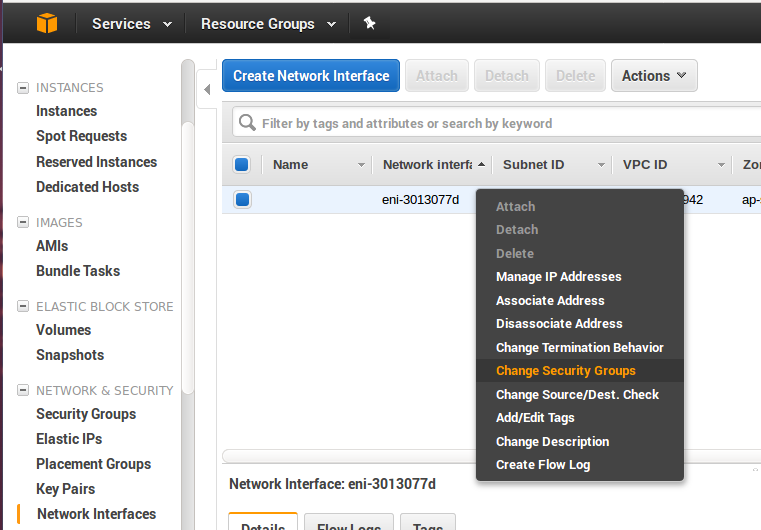 Services Resource Groups
Create Network Interface Attach Detach Delete Actions
INSTANCES
Instances
Spot Requests
Reserved Instances
Dedicated Hosts
IMAGES
AMIs
Bundle Tasks
ELASTIC BLOCK STORE
Volumes
Snapshots
NETWORK & SECURITY
Security Groups
Elastic IPs
Placement Groups
Key Pairs
Network Interfaces
Filter by tags and attributes or search by keyword
Name Network interfa Subnet ID VPC ID Zo
eni-3013077d 942 ap-
Attach
Detach
Delete
Manage IP Addresses
Associate Address
Disassociate Address
Change Termination Behavior
Change Security Groups
Change Source/Dest. Check
Add/Edit Tags
Change Description
Create Flow Log
Network Interface: eni-3013077d
Details Flow Logs Tags